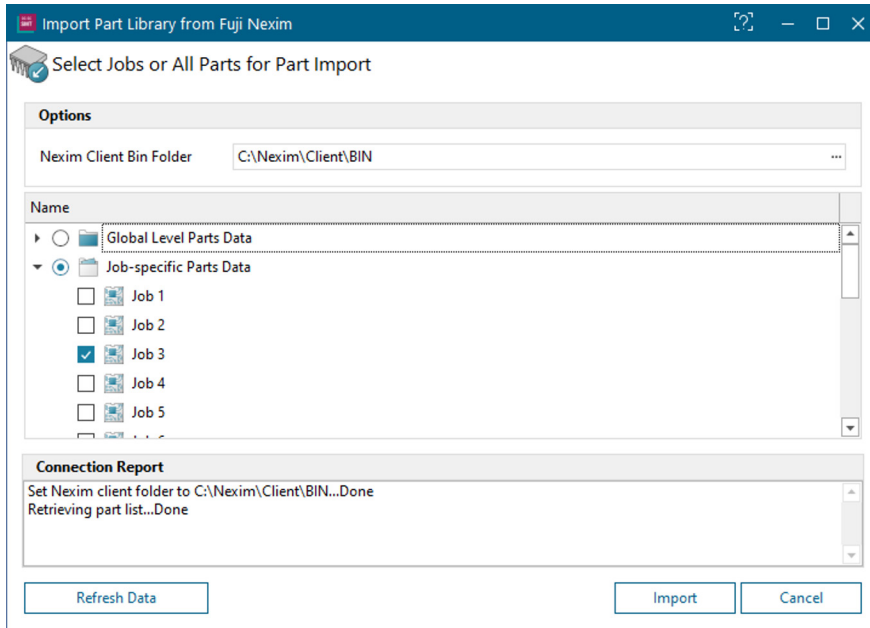 Import Part Library from Fuji Nexim
Select Jobs or All Parts for Part Import
Options
Nexim Client Bin Folder C:\Nexim\Client\BIN ...
Name
Global Level Parts Data
Job-specific Parts Data
Job 1
Job 2
Job 3
Job 4
Job 5
Connection Report
Set Nexim client folder to C:\Nexim\Client\BIN...Done
Retrieving part list...Done
Refresh Data Import Cancel